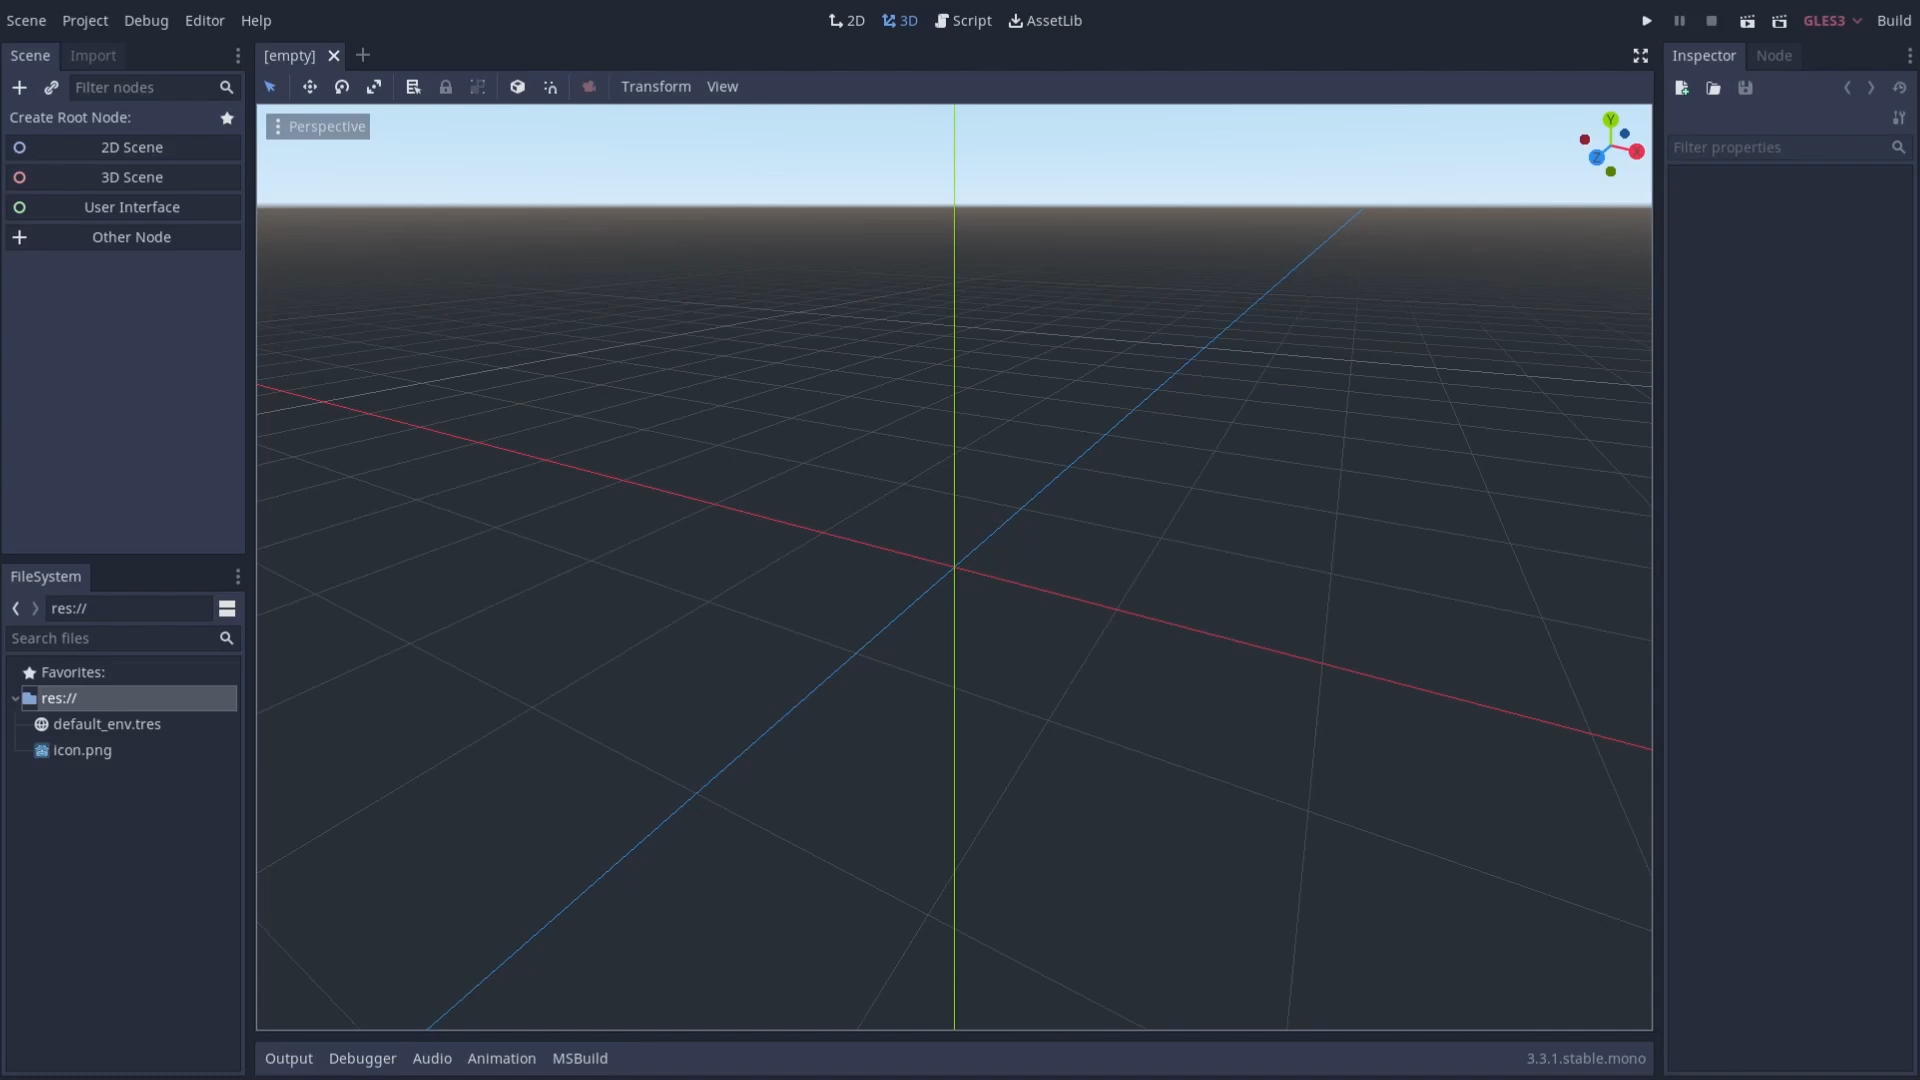 Scene Project Debug Editor Help
2D 3D Script AssetLib
GLES3 Build
Scene Import
Filter nodes
Create Root Node:
2D Scene
3D Scene
User Interface
Other Node
FileSystem
res://
Search files
Favorites:
res://
default_env.tres
icon.png
[empty]
Transform View
Perspective
Y
X
Z
Output Debugger Audio Animation MSBuild
3.3.1.stable.mono
Inspector Node
Filter properties